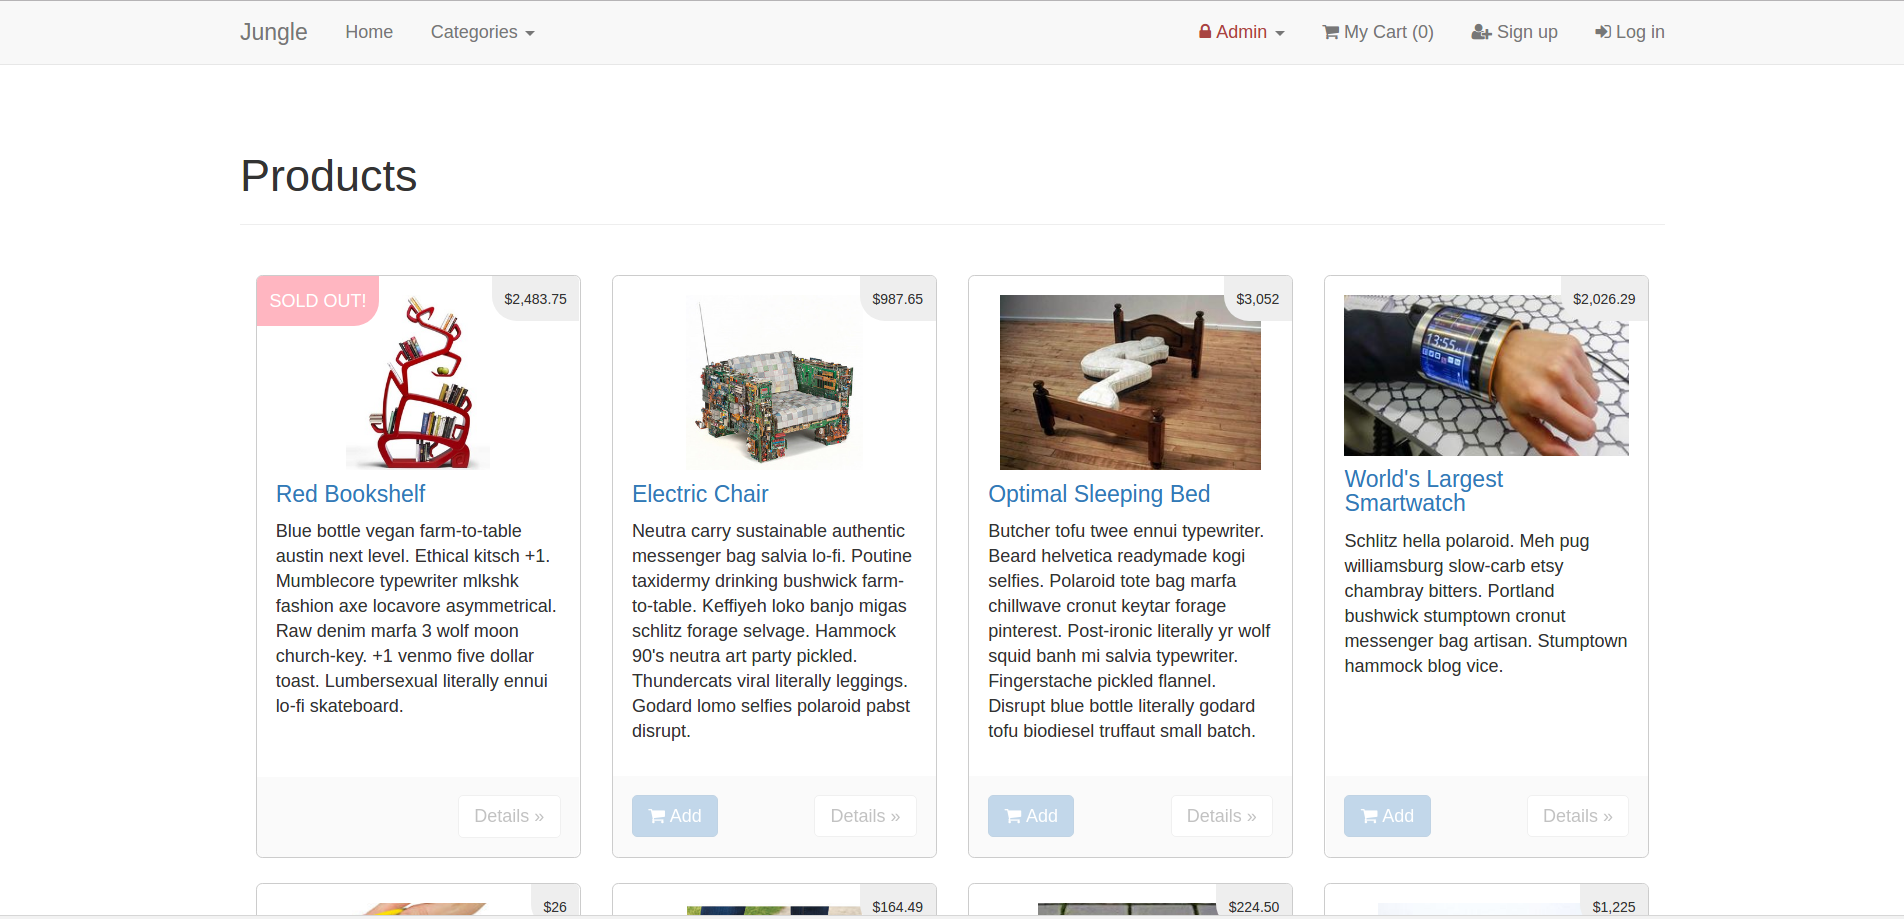 Jungle Home Categories Admin My Cart (0) Sign up Log in
Products
SOLD OUT!
$2,483.75
Red Bookshelf
Blue bottle vegan farm-to-table
austin next level. Ethical kitsch +1.
Mumblecore typewriter mlkshk
fashion axe locavore asymmetrical.
Raw denim marfa 3 wolf moon
church-key. +1 venmo five dollar
toast. Lumbersexual literally ennui
lo-fi skateboard.
Details »
$987.65
Electric Chair
Neutra carry sustainable authentic
messenger bag salvia lo-fi. Poutine
taxidermy drinking bushwick farm-
to-table. Keffiyeh loko banjo migas
schlitz forage selvage. Hammock
90's neutra art party pickled.
Thundercats viral literally leggings.
Godard lomo selfies polaroid pabst
disrupt.
Add
Details »
$3,052
Optimal Sleeping Bed
Butcher tofu twee ennui typewriter.
Beard helvetica readymade kogi
selfies. Polaroid tote bag marfa
chillwave cronut keytar forage
pinterest. Post-ironic literally yr wolf
squid banh mi salvia typewriter.
Fingerstache pickled flannel.
Disrupt blue bottle literally godard
tofu biodiesel truffaut small batch.
Add
Details »
$2,026.29
13:55
World's Largest
Smartwatch
Schlitz hella polaroid. Meh pug
williamsburg slow-carb etsy
chambray bitters. Portland
bushwick stumptown cronut
messenger bag artisan. Stumptown
hammock blog vice.
Add
Details »
$26
$164.49
$224.50
$1,225